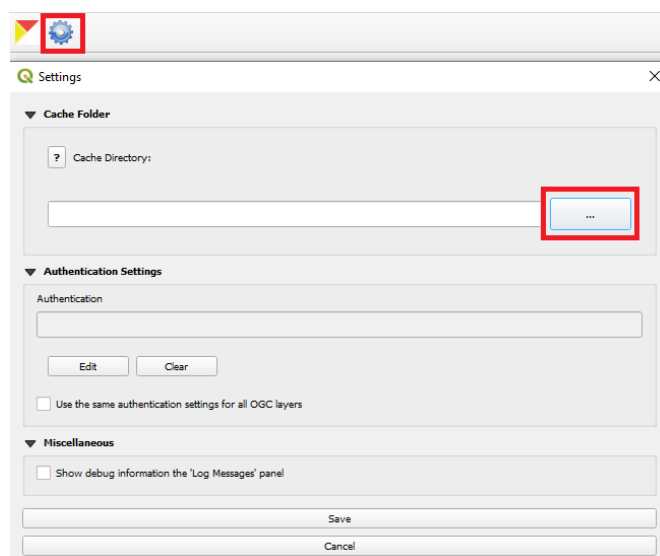 Settings
Cache Folder
? Cache Directory:
...
Authentication Settings
Authentication
Edit Clear
Use the same authentication settings for all OGC layers
Miscellaneous
Show debug information the 'Log Messages' panel
Save
Cancel